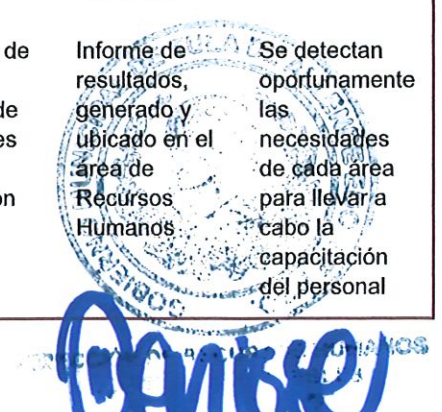 de
de
es
ón
Informe de
resultados,
generado y
ubicado en el
área de
Recursos
Humanos
Se detectan
oportunamente
las
necesidades
de cada área
para llevar a
cabo la
capacitación
del personal